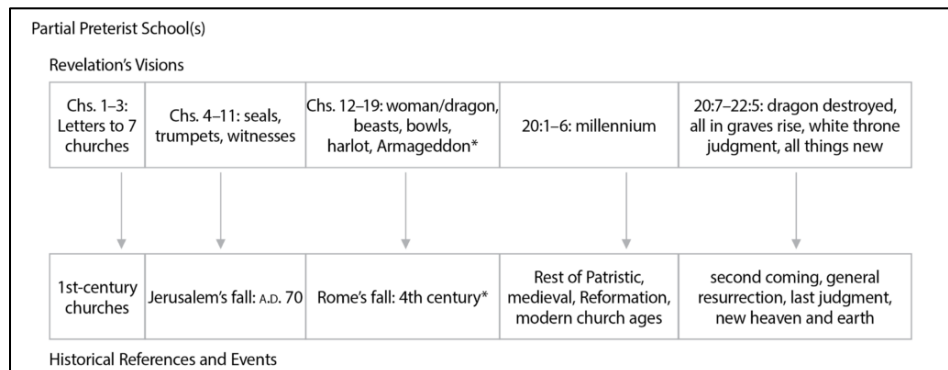 Partial Preterist School(s)
Revelation's Visions
Chs. 1–3:
Letters to 7
churches
Chs. 4–11: seals,
trumpets, witnesses
Chs. 12–19: woman/dragon,
beasts, bowls,
harlot, Armageddon*
20:1–6: millennium
20:7–22:5: dragon destroyed,
all in graves rise, white throne
judgment, all things new
1st-century
churches
Jerusalem's fall: A.D. 70
Rome's fall: 4th century*
Rest of Patristic,
medieval, Reformation,
modern church ages
second coming, general
resurrection, last judgment,
new heaven and earth
Historical References and Events